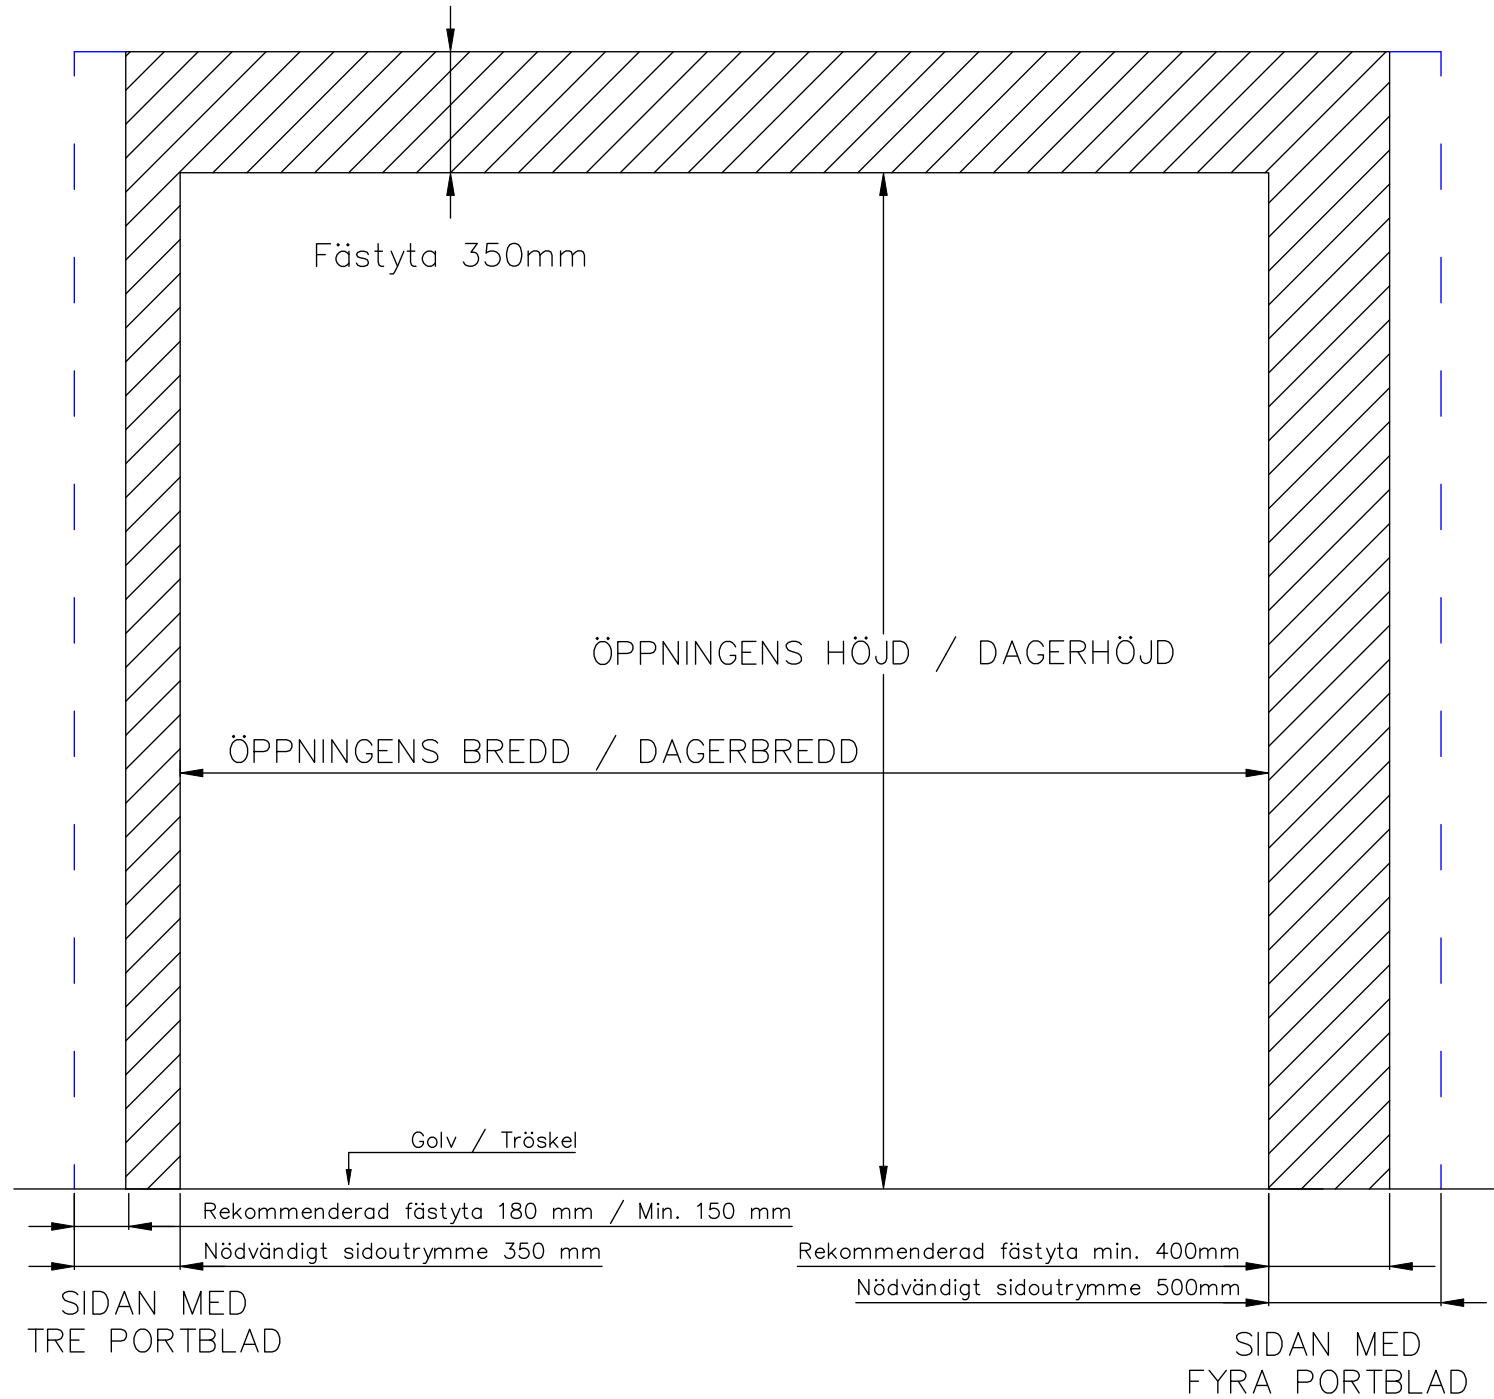 Fästyta 350mm
ÖPPNINGENS HÖJD / DAGERHÖJD
ÖPPNINGENS BREDD / DAGERBREDD
Golv / Tröskel
Rekommenderad fästyta 180 mm / Min. 150 mm
Nödvändigt sidoutrymme 350 mm
Rekommenderad fästyta min. 400mm
Nödvändigt sidoutrymme 500mm
SIDAN MED
TRE PORTBLAD
SIDAN MED
FYRA PORTBLAD